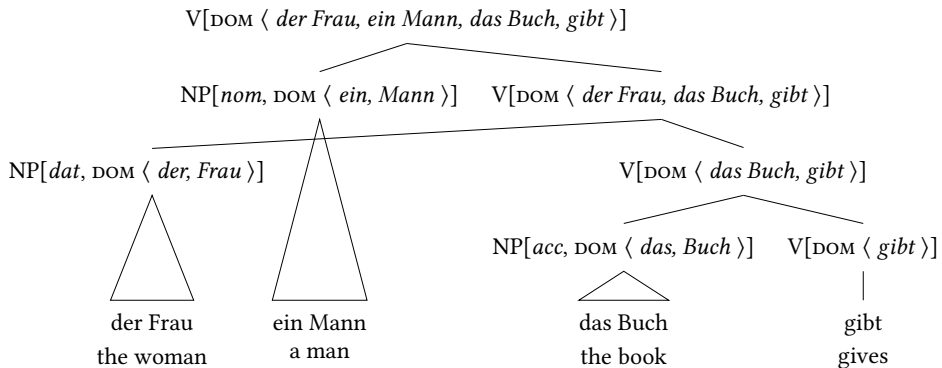 V[DOM ⟨ der Frau, ein Mann, das Buch, gibt ⟩]
NP[nom, DOM ⟨ ein, Mann ⟩] V[DOM ⟨ der Frau, das Buch, gibt ⟩]
NP[dat, DOM ⟨ der, Frau ⟩] V[DOM ⟨ das Buch, gibt ⟩]
NP[acc, DOM ⟨ das, Buch ⟩] V[DOM ⟨ gibt ⟩]
der Frau ein Mann das Buch gibt
the woman a man the book gives